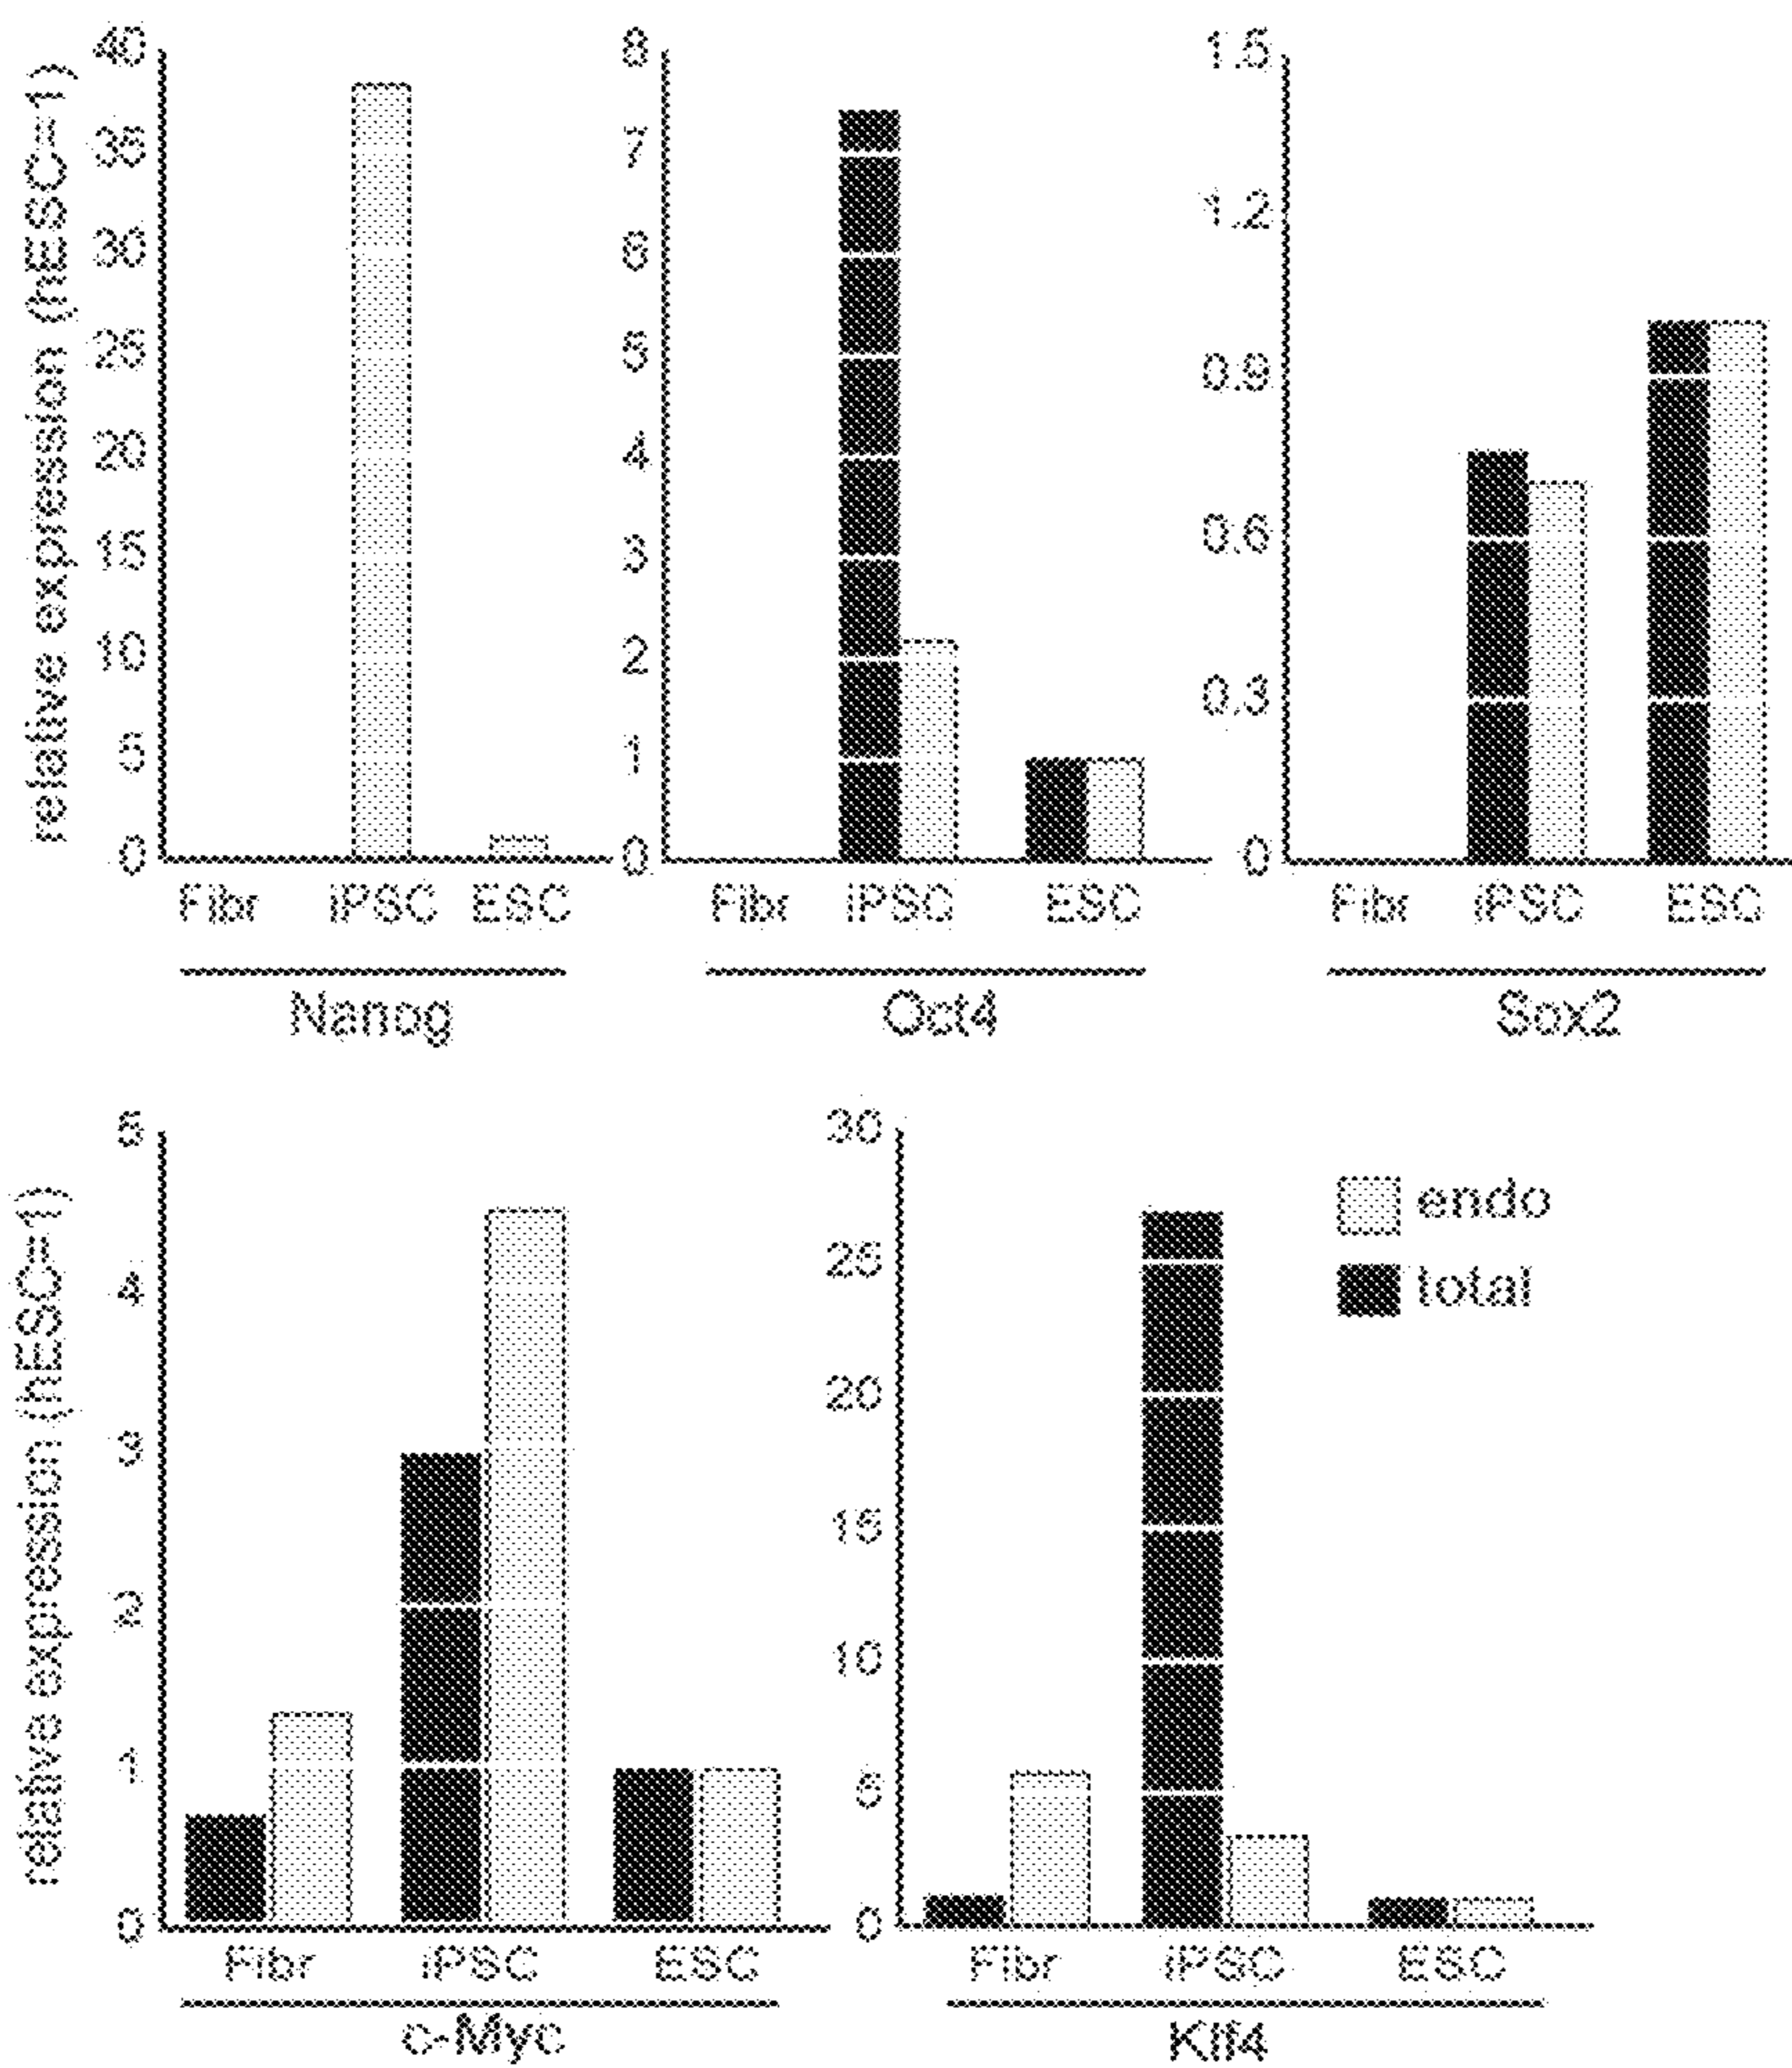 relative expression (hESC=1)
40
35
30
25
20
15
10
5
0
Fibr iPSC ESC
Nanog
8
7
6
5
4
3
2
1
0
Fibr iPSC ESC
Oct4
1.5
1.2
0.9
0.6
0.3
0
Fibr iPSC ESC
Sox2
relative expression (hESC=1)
5
4
3
2
1
0
Fibr iPSC ESC
c-Myc
30
25
20
15
10
5
0
Fibr iPSC ESC
Klf4
endo
total